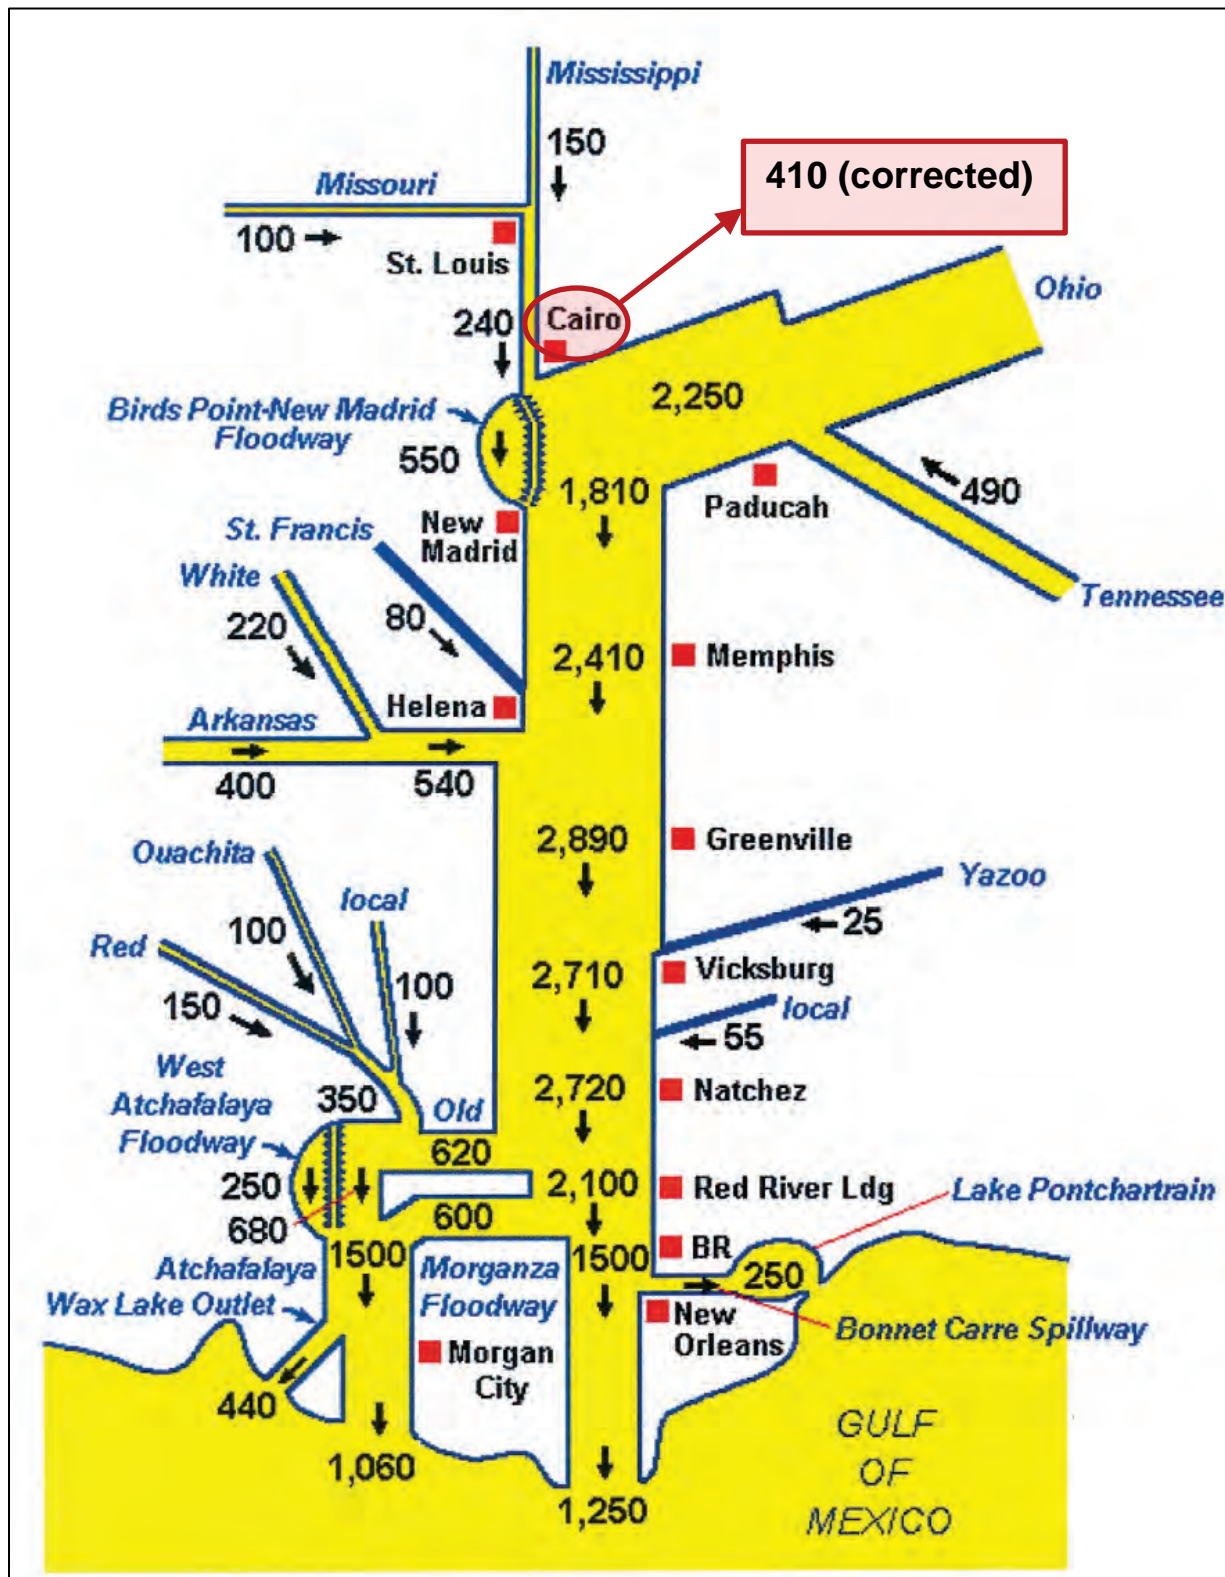 Mississippi
150
410 (corrected)
Missouri
100
St. Louis
Ohio
240
Cairo
2,250
Birds Point-New Madrid
Floodway
550
1,810
490
Paducah
New
Madrid
St. Francis
White
Tennessee
220
80
2,410
Memphis
Helena
Arkansas
400
540
2,890
Greenville
Ouachita
Yazoo
local
25
Red
100
100
2,710
Vicksburg
150
local
55
West
Atchafalaya
Floodway
350
Old
2,720
Natchez
620
250
2,100
Red River Ldg
Lake Pontchartrain
680
600
1500
1500
BR
250
Atchafalaya
Wax Lake Outlet
Morganza
Floodway
New
Orleans
Bonnet Carre Spillway
Morgan
City
440
1,060
1,250
GULF
OF
MEXICO